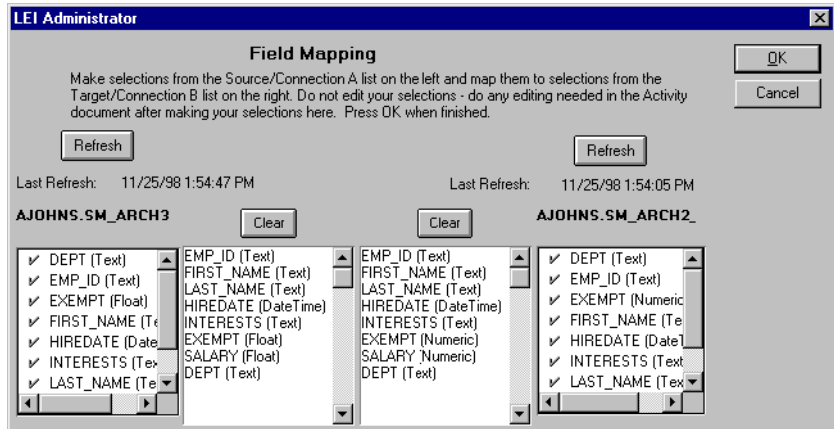 LEI Administrator
Field Mapping
OK
Make selections from the Source/Connection A list on the left and map them to selections from the
Target/Connection B list on the right. Do not edit your selections - do any editing needed in the Activity
document after making your selections here. Press OK when finished.
Cancel
Refresh
Refresh
Last Refresh: 11/25/98 1:54:47 PM
Last Refresh: 11/25/98 1:54:05 PM
AJOHNS.SM_ARCH3
Clear
Clear
AJOHNS.SM_ARCH2_
DEPT (Text)
EMP_ID (Text)
EXEMPT (Float)
FIRST_NAME (Te
HIREDATE (Date
INTERESTS (Tex
LAST_NAME (Te
EMP_ID (Text)
FIRST_NAME (Text)
LAST_NAME (Text)
HIREDATE (DateTime)
INTERESTS (Text)
EXEMPT (Float)
SALARY (Float)
DEPT (Text)
EMP_ID (Text)
FIRST_NAME (Text)
LAST_NAME (Text)
HIREDATE (DateTime)
INTERESTS (Text)
EXEMPT (Numeric)
SALARY (Numeric)
DEPT (Text)
DEPT (Text)
EMP_ID (Text)
EXEMPT (Numeric
FIRST_NAME (Te
HIREDATE (DateT
INTERESTS (Text
LAST_NAME (Tex